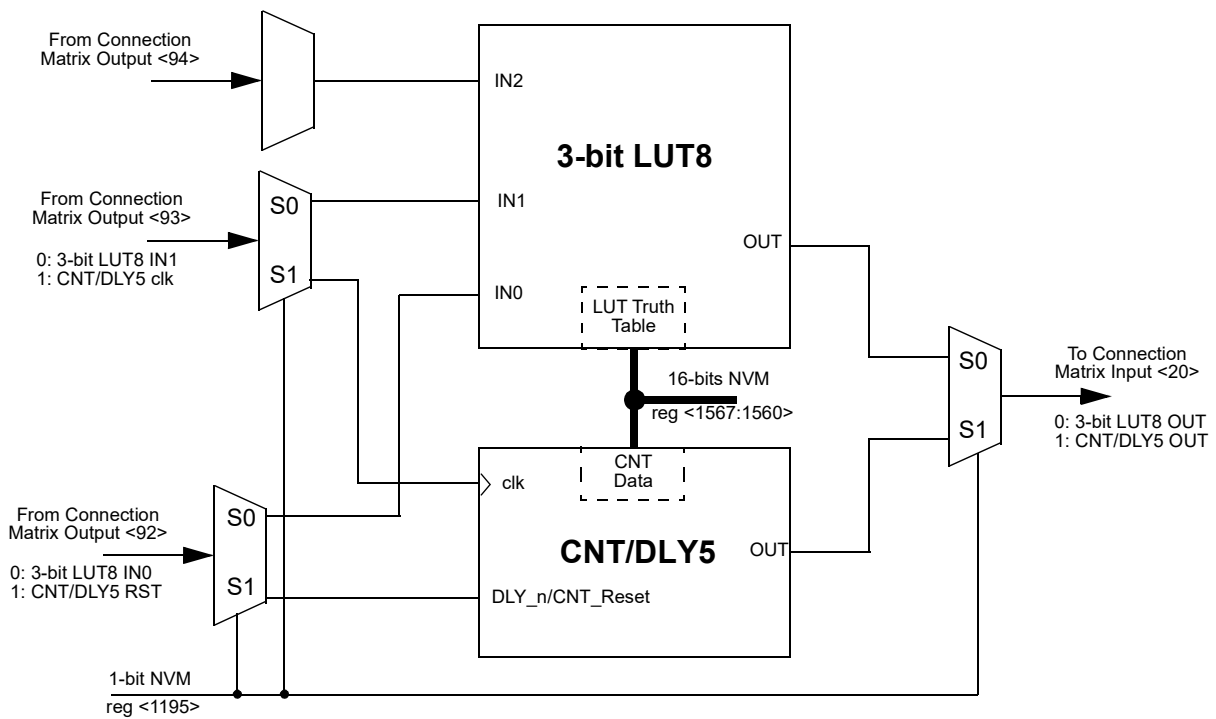 From Connection
Matrix Output <94>
IN2
3-bit LUT8
From Connection
Matrix Output <93>
S0
IN1
0: 3-bit LUT8 IN1
1: CNT/DLY5 clk
S1
OUT
IN0
LUT Truth
Table
16-bits NVM
reg <1567:1560>
S0
To Connection
Matrix Input <20>
S1
0: 3-bit LUT8 OUT
1: CNT/DLY5 OUT
CNT
Data
clk
From Connection
Matrix Output <92>
S0
CNT/DLY5
OUT
0: 3-bit LUT8 IN0
1: CNT/DLY5 RST
S1
DLY_n/CNT_Reset
1-bit NVM
reg <1195>